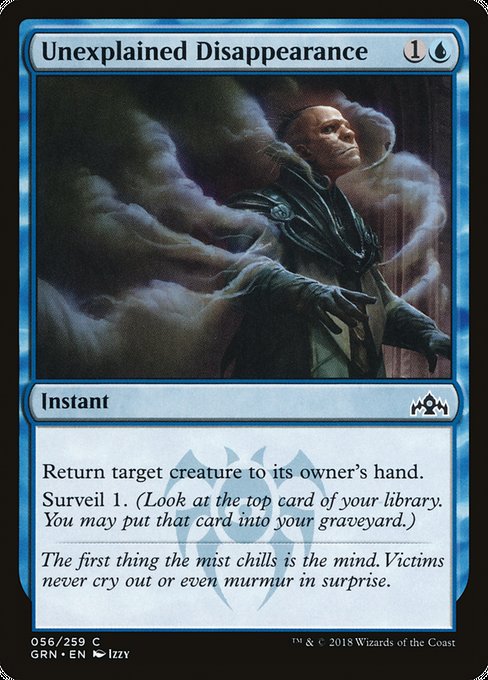 Unexplained Disappearance 1
Instant
Return target creature to its owner's hand.
Surveil 1. (Look at the top card of your library.
You may put that card into your graveyard.)
The first thing the mist chills is the mind. Victims
never cry out or even murmur in surprise.
056/259 C
GRN • EN Izzy
™ & © 2018 Wizards of the Coast